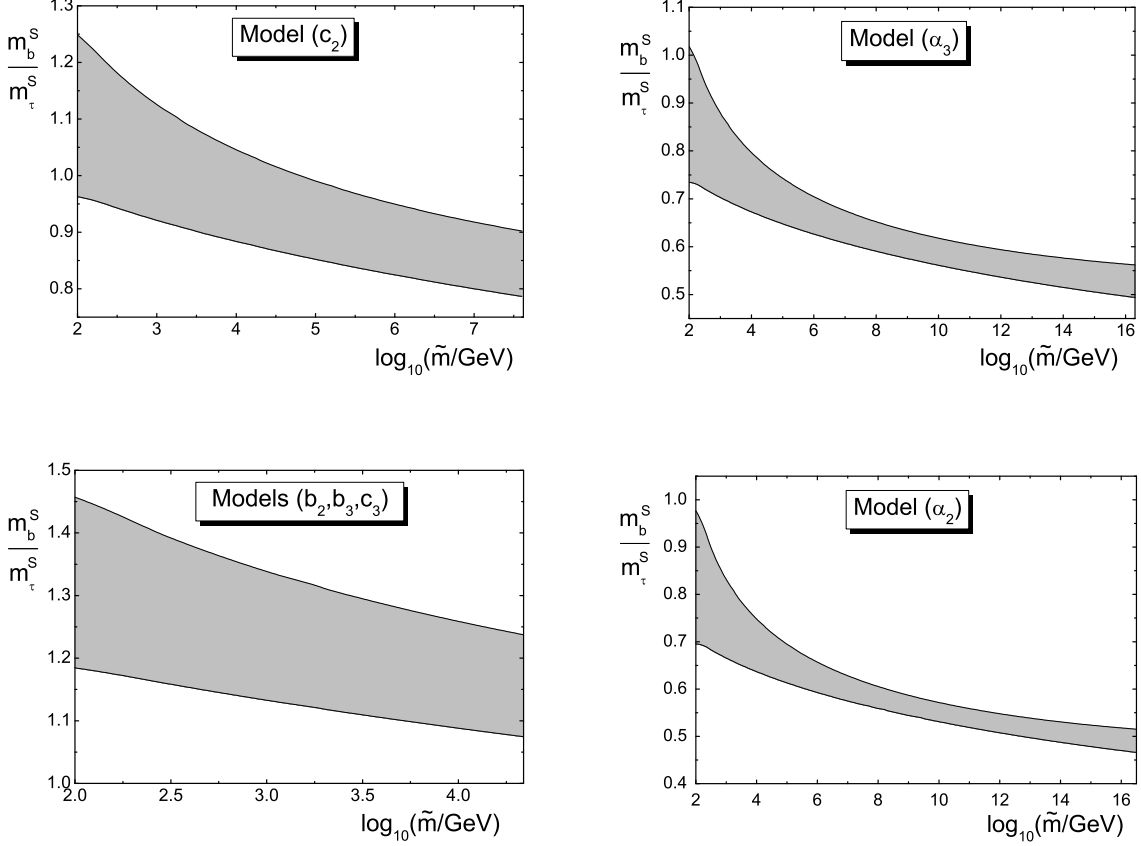 Model (c₂)
m_b^S
m_τ^S
1.3
1.2
1.1
1.0
0.9
0.8
2 3 4 5 6 7
log₁₀(m̃/GeV)
Model (α₃)
m_b^S
m_τ^S
1.1
1.0
0.9
0.8
0.7
0.6
0.5
2 4 6 8 10 12 14 16
log₁₀(m̃/GeV)
Models (b₂,b₃,c₃)
m_b^S
m_τ^S
1.5
1.4
1.3
1.2
1.1
1.0
2.0 2.5 3.0 3.5 4.0
log₁₀(m̃/GeV)
Model (α₂)
m_b^S
m_τ^S
1.0
0.9
0.8
0.7
0.6
0.5
0.4
2 4 6 8 10 12 14 16
log₁₀(m̃/GeV)